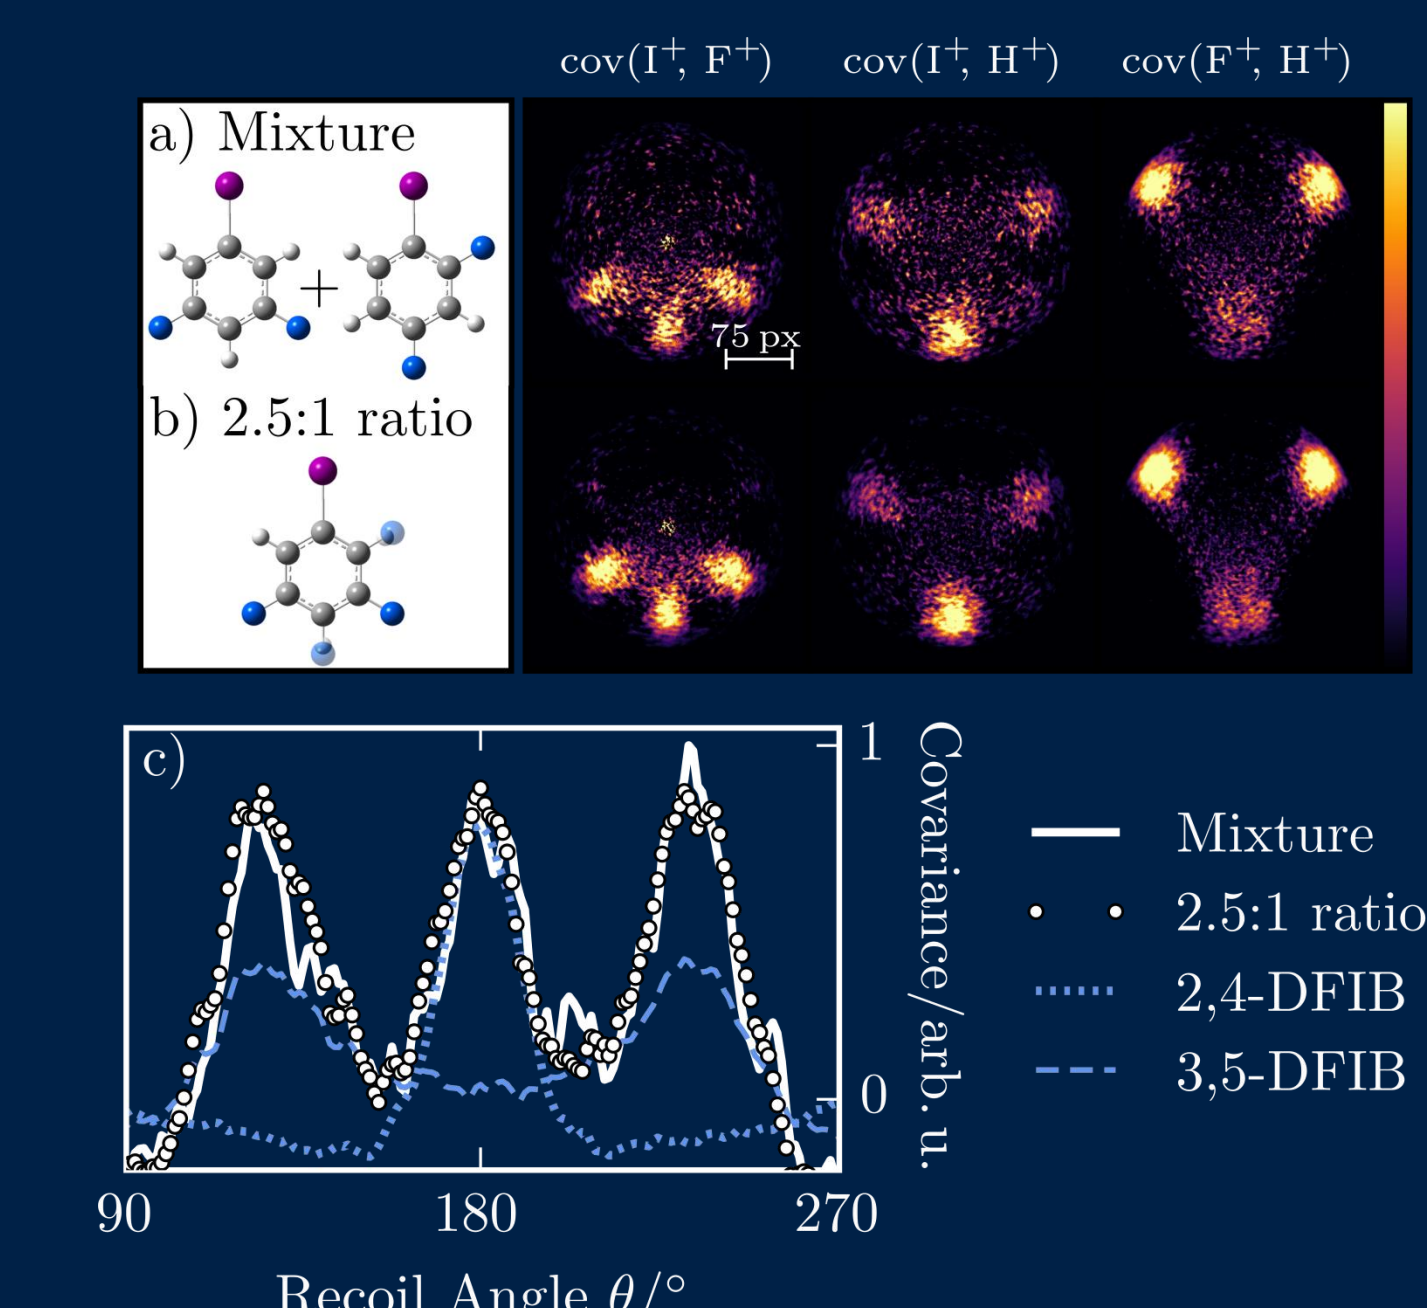 cov(I⁺, F⁺) cov(I⁺, H⁺) cov(F⁺, H⁺)
a) Mixture
+
75 px
b) 2.5:1 ratio
c)
1
0
Covariance/arb. u.
90 180 270
Recoil Angle θ/°
Mixture
2.5:1 ratio
2,4-DFIB
3,5-DFIB